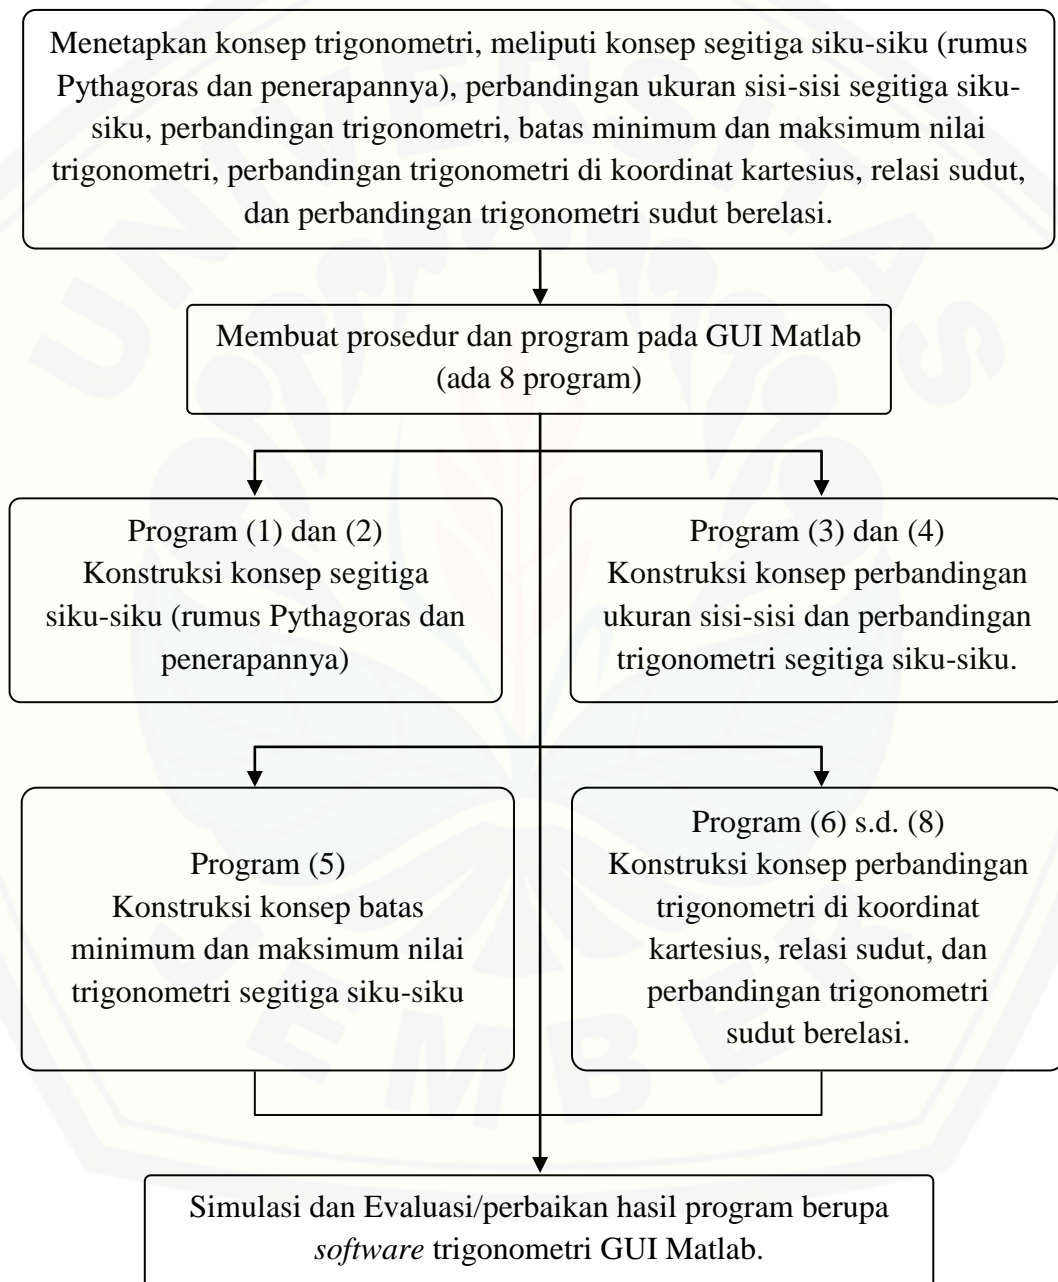 Menetapkan konsep trigonometri, meliputi konsep segitiga siku-siku (rumus
Pythagoras dan penerapannya), perbandingan ukuran sisi-sisi segitiga siku-
siku, perbandingan trigonometri, batas minimum dan maksimum nilai
trigonometri, perbandingan trigonometri di koordinat kartesius, relasi sudut,
dan perbandingan trigonometri sudut berelasi.
Membuat prosedur dan program pada GUI Matlab
(ada 8 program)
Program (1) dan (2)
Konstruksi konsep segitiga
siku-siku (rumus Pythagoras dan
penerapannya)
Program (3) dan (4)
Konstruksi konsep perbandingan
ukuran sisi-sisi dan perbandingan
trigonometri segitiga siku-siku.
Program (5)
Konstruksi konsep batas
minimum dan maksimum nilai
trigonometri segitiga siku-siku
Program (6) s.d. (8)
Konstruksi konsep perbandingan
trigonometri di koordinat
kartesius, relasi sudut, dan
perbandingan trigonometri
sudut berelasi.
Simulasi dan Evaluasi/perbaikan hasil program berupa
software trigonometri GUI Matlab.
UNIVERSITAS
JEMBER